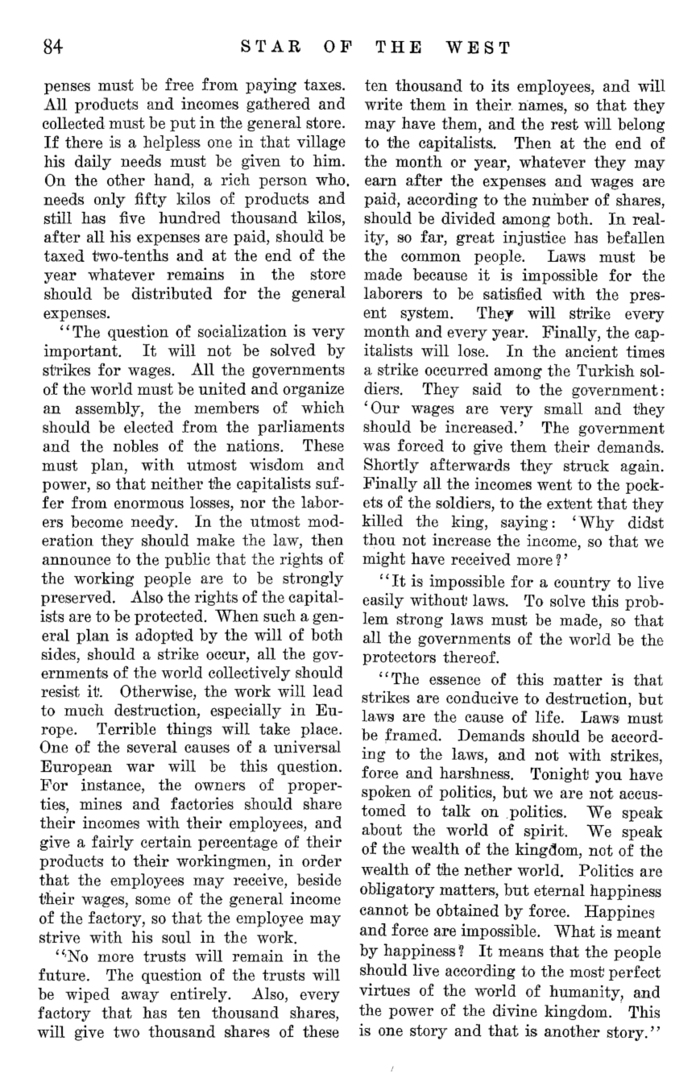 84
STAR OF THE WEST
penses must be free from paying taxes.
All products and incomes gathered and
collected must be put in the general store.
If there is a helpless one in that village
his daily needs must be given to him.
On the other hand, a rich person who,
needs only fifty kilos of products and
still has five hundred thousand kilos,
after all his expenses are paid, should be
taxed two-tenths and at the end of the
year whatever remains in the store
should be distributed for the general
expenses.
"The question of socialization is very
important. It will not be solved by
strikes for wages. All the governments
of the world must be united and organize
an assembly, the members of which
should be elected from the parliaments
and the nobles of the nations. These
must plan, with utmost wisdom and
power, so that neither the capitalists suf-
fer from enormous losses, nor the labor-
ers become needy. In the utmost mod-
eration they should make the law, then
announce to the public that the rights of
the working people are to be strongly
preserved. Also the rights of the capital-
ists are to be protected. When such a gen-
eral plan is adopted by the will of both
sides, should a strike occur, all the gov-
ernments of the world collectively should
resist it. Otherwise, the work will lead
to much destruction, especially in Eu-
rope. Terrible things will take place.
One of the several causes of a universal
European war will be this question.
For instance, the owners of proper-
ties, mines and factories should share
their incomes with their employees, and
give a fairly certain percentage of their
products to their workingmen, in order
that the employees may receive, beside
their wages, some of the general income
of the factory, so that the employee may
strive with his soul in the work.
"No more trusts will remain in the
future. The question of the trusts will
be wiped away entirely. Also, every
factory that has ten thousand shares,
will give two thousand shares of these
ten thousand to its employees, and will
write them in their names, so that they
may have them, and the rest will belong
to the capitalists. Then at the end of
the month or year, whatever they may
earn after the expenses and wages are
paid, according to the number of shares,
should be divided among both. In real-
ity, so far, great injustice has befallen
the common people. Laws must be
made because it is impossible for the
laborers to be satisfied with the pres-
ent system. They will strike every
month and every year. Finally, the cap-
italists will lose. In the ancient times
a strike occurred among the Turkish sol-
diers. They said to the government:
'Our wages are very small and they
should be increased.' The government
was forced to give them their demands.
Shortly afterwards they struck again.
Finally all the incomes went to the pock-
ets of the soldiers, to the extent that they
killed the king, saying: 'Why didst
thou not increase the income, so that we
might have received more?'
"It is impossible for a country to live
easily without laws. To solve this prob-
lem strong laws must be made, so that
all the governments of the world be the
protectors thereof.
"The essence of this matter is that
strikes are conducive to destruction, but
laws are the cause of life. Laws must
be framed. Demands should be accord-
ing to the laws, and not with strikes,
force and harshness. Tonight you have
spoken of politics, but we are not accus-
tomed to talk on politics. We speak
about the world of spirit. We speak
of the wealth of the kingdom, not of the
wealth of the nether world. Politics are
obligatory matters, but eternal happiness
cannot be obtained by force. Happines
and force are impossible. What is meant
by happiness? It means that the people
should live according to the most perfect
virtues of the world of humanity, and
the power of the divine kingdom. This
is one story and that is another story."